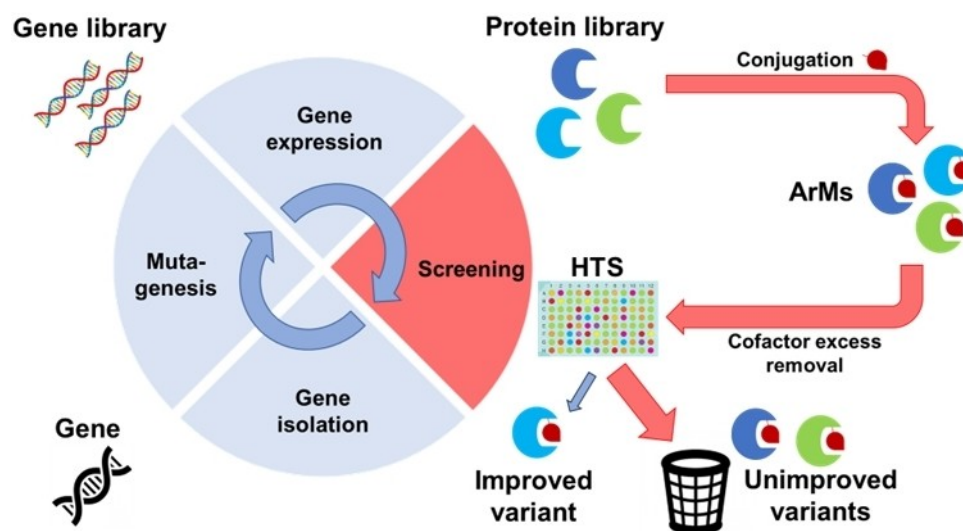 Gene library
Protein library
Conjugation
Gene
expression
ArMs
Muta-
genesis
Screening
HTS
Cofactor excess
removal
Gene
isolation
Gene
Improved
variant
Unimproved
variants